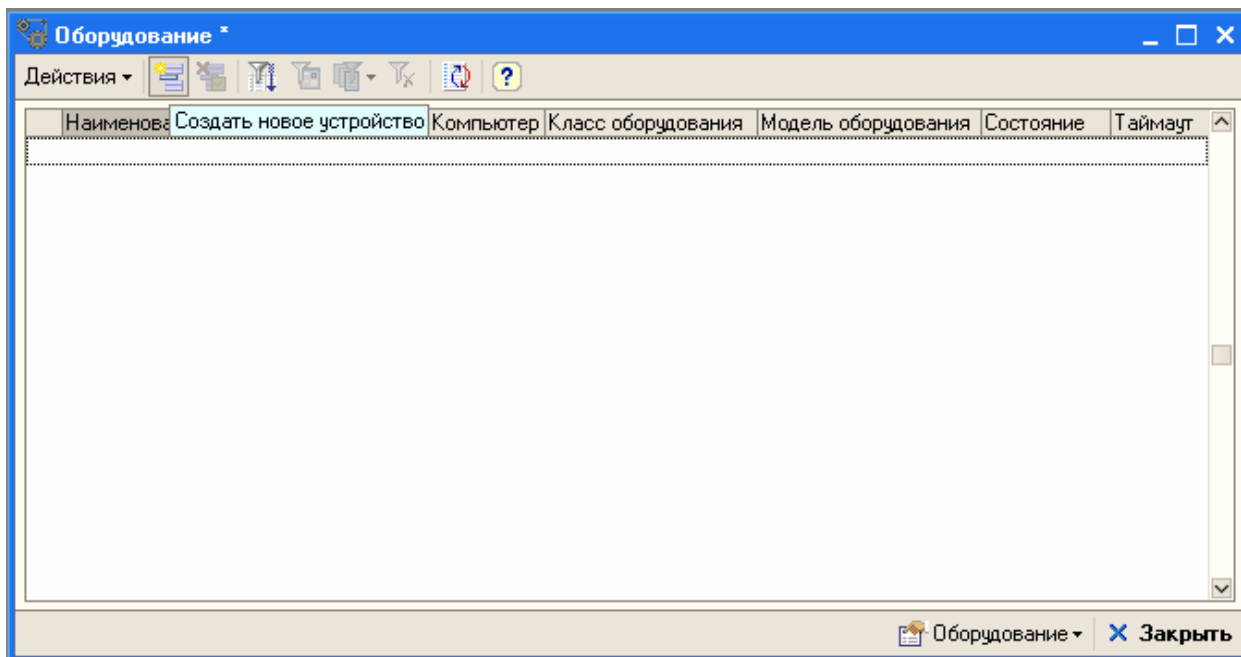 Оборудование *
Действия
Создать новое устройство
Наименова Компьютер Класс оборудования Модель оборудования Состояние Таймаут
Оборудование Закрыть